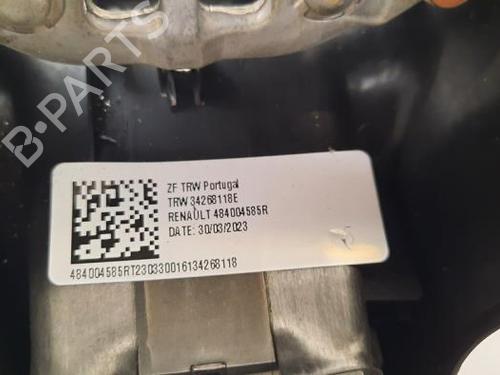 B-PARTS
ZF TRW Portugal
TRW 34268118E
RENAULT 484004585R
DATE: 30/03/2023
484004585RT230330016134268118